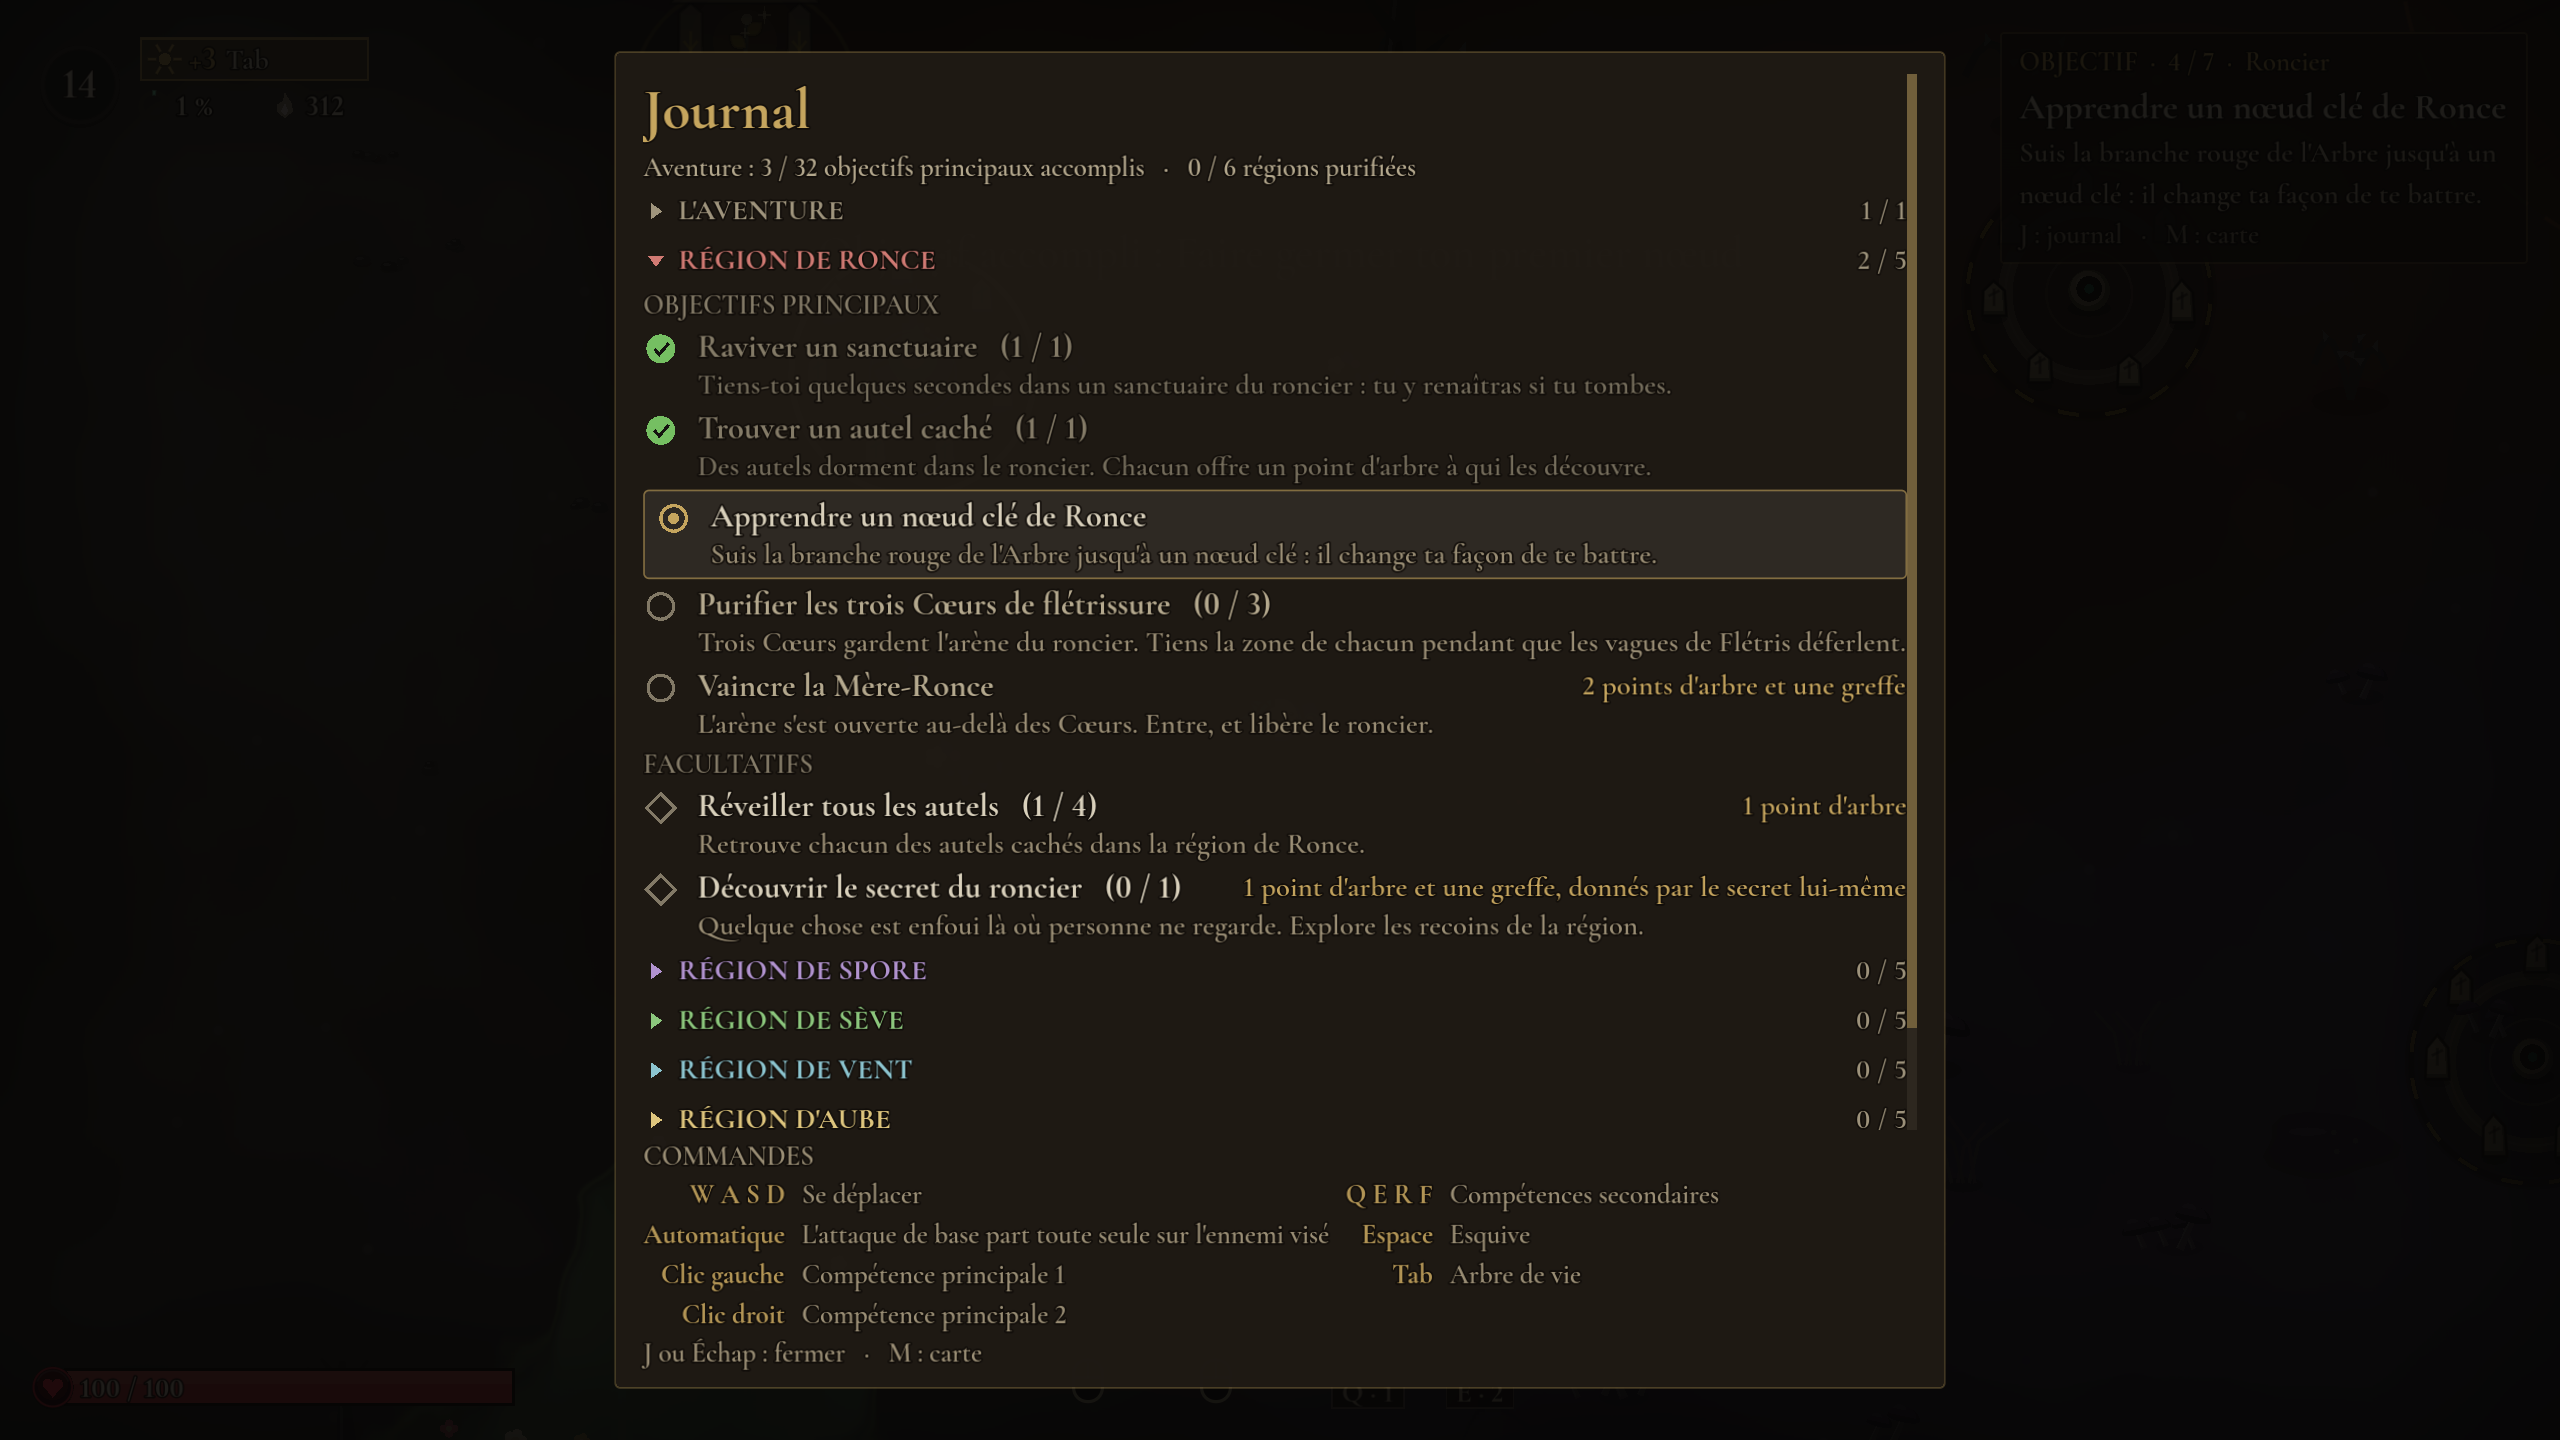 14
+3 Tab
1 %
312
OBJECTIF · 4 / 7 · Roncier
Apprendre un nœud clé de Ronce
Suis la branche rouge de l'Arbre jusqu'à un
nœud clé : il change ta façon de te battre.
J : journal · M : carte
Journal
Aventure : 3 / 32 objectifs principaux accomplis · 0 / 6 régions purifiées
L'AVENTURE 1 / 1
RÉGION DE RONCE 2 / 5
OBJECTIFS PRINCIPAUX
Raviver un sanctuaire (1 / 1)
Tiens-toi quelques secondes dans un sanctuaire du roncier : tu y renaîtras si tu tombes.
Trouver un autel caché (1 / 1)
Des autels dorment dans le roncier. Chacun offre un point d'arbre à qui les découvre.
Apprendre un nœud clé de Ronce
Suis la branche rouge de l'Arbre jusqu'à un nœud clé : il change ta façon de te battre.
Purifier les trois Cœurs de flétrissure (0 / 3)
Trois Cœurs gardent l'arène du roncier. Tiens la zone de chacun pendant que les vagues de Flétris déferlent.
Vaincre la Mère-Ronce 2 points d'arbre et une greffe
L'arène s'est ouverte au-delà des Cœurs. Entre, et libère le roncier.
FACULTATIFS
Réveiller tous les autels (1 / 4) 1 point d'arbre
Retrouve chacun des autels cachés dans la région de Ronce.
Découvrir le secret du roncier (0 / 1) 1 point d'arbre et une greffe, donnés par le secret lui-même
Quelque chose est enfoui là où personne ne regarde. Explore les recoins de la région.
RÉGION DE SPORE 0 / 5
RÉGION DE SÈVE 0 / 5
RÉGION DE VENT 0 / 5
RÉGION D'AUBE 0 / 5
COMMANDES
W A S D Se déplacer Q E R F Compétences secondaires
Automatique L'attaque de base part toute seule sur l'ennemi visé Espace Esquive
Clic gauche Compétence principale 1 Tab Arbre de vie
Clic droit Compétence principale 2
J ou Échap : fermer · M : carte
100 / 100
Q · 1
E · 2